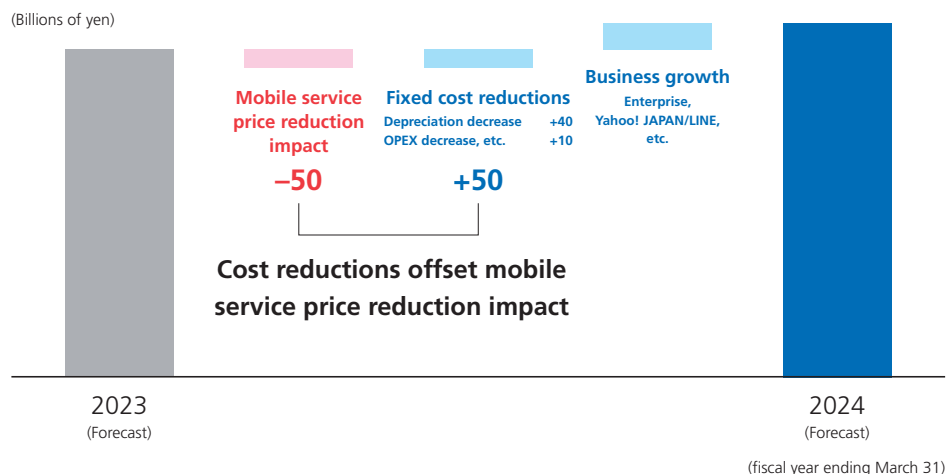 (Billions of yen)
Mobile service
price reduction
impact
–50
Fixed cost reductions
Depreciation decrease +40
OPEX decrease, etc. +10
+50
Business growth
Enterprise,
Yahoo! JAPAN/LINE,
etc.
Cost reductions offset mobile
service price reduction impact
2023
(Forecast)
2024
(Forecast)
(fiscal year ending March 31)